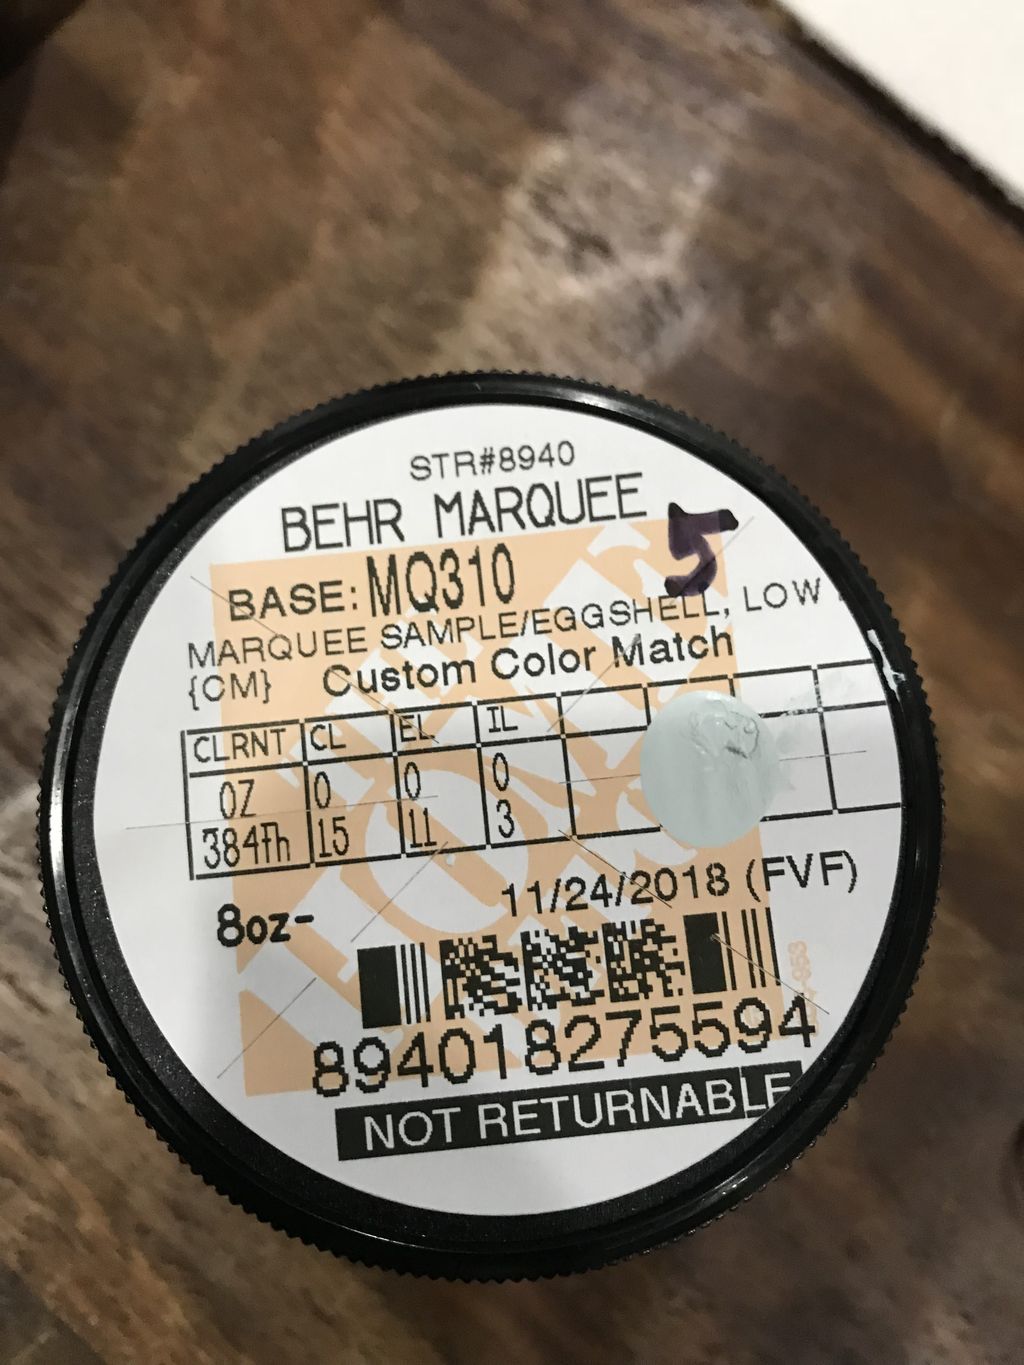 STR#8940
BEHR MARQUEE
5
BASE: MQ310
MARQUEE SAMPLE/EGGSHELL, LOW
{CM} Custom Color Match
CLRNT CL EL IL
OZ 0 0 0
384Th 15 11 3
8oz-
11/24/2018 (FVF)
894018275594
NOT RETURNABLE